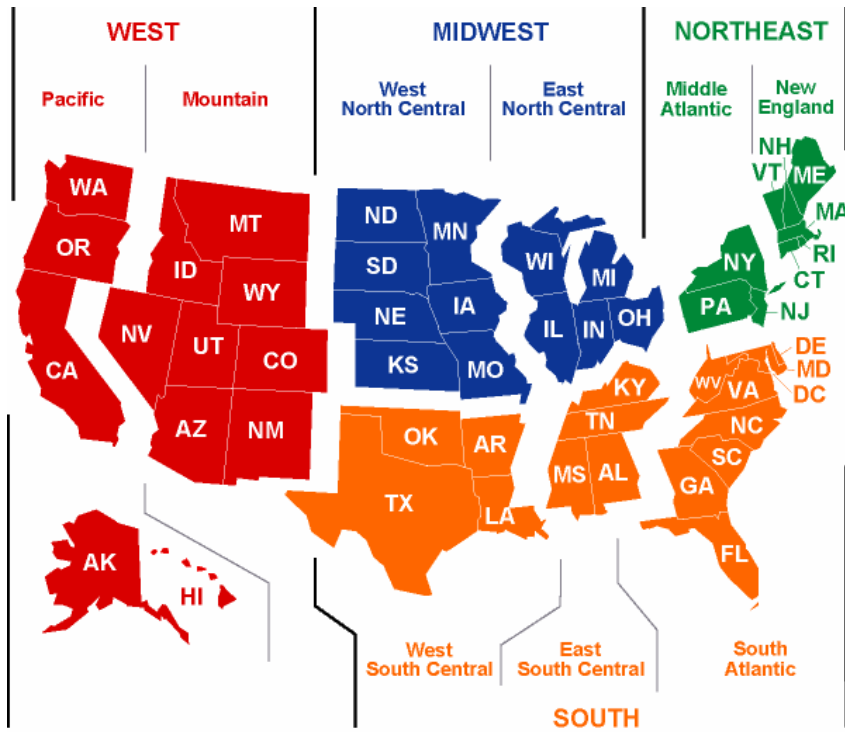 WEST
MIDWEST
NORTHEAST
Pacific
Mountain
West
North Central
East
North Central
Middle
Atlantic
New
England
WA
OR
CA
MT
ID
WY
NV
UT
CO
AZ
NM
AK
HI
ND
MN
SD
NE
IA
KS
MO
WI
MI
IL
IN
OH
NH
VT
ME
MA
RI
CT
NY
PA
NJ
OK
AR
TX
LA
KY
TN
MS
AL
DE
MD
DC
WV
VA
NC
SC
GA
FL
West
South Central
East
South Central
South
Atlantic
SOUTH